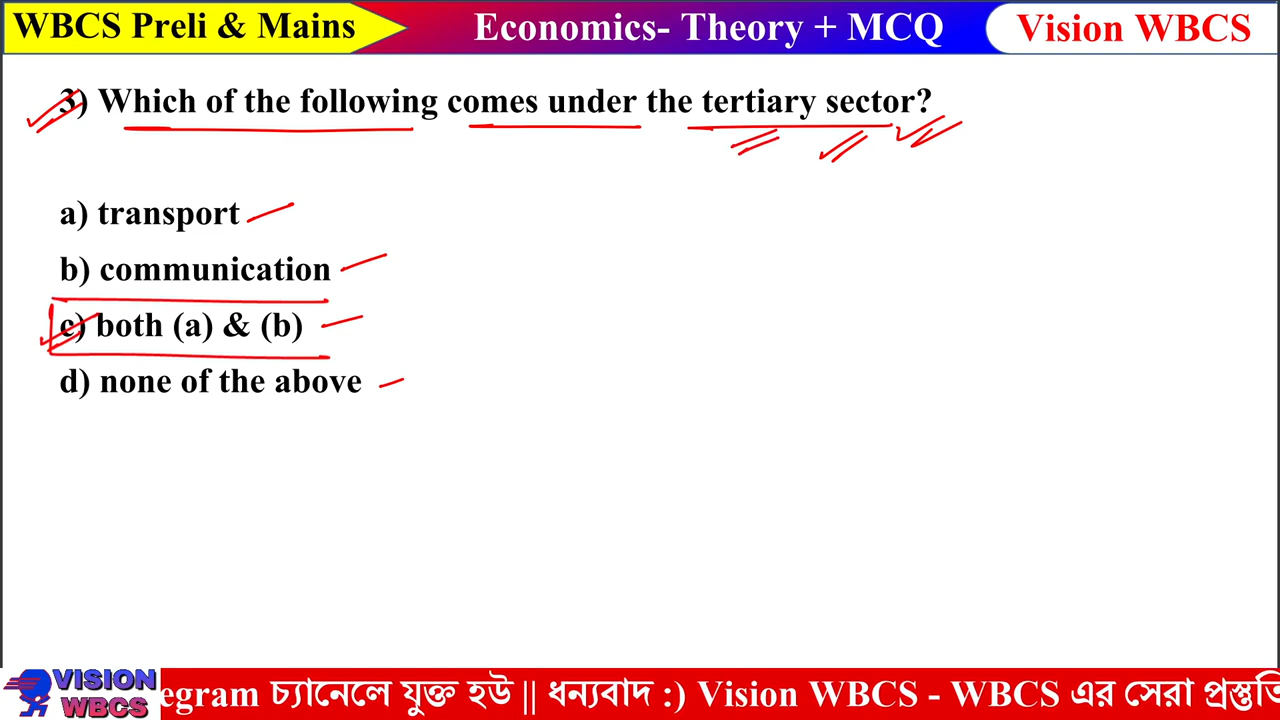 WBCS Preli & Mains
Economics- Theory + MCQ
Vision WBCS
3) Which of the following comes under the tertiary sector?
a) transport
b) communication
c) both (a) & (b)
d) none of the above
VISION
WBCS
egram চ্যানেলে যুক্ত হউ || ধন্যবাদ :) Vision WBCS - WBCS এর সেরা প্রস্তুতি